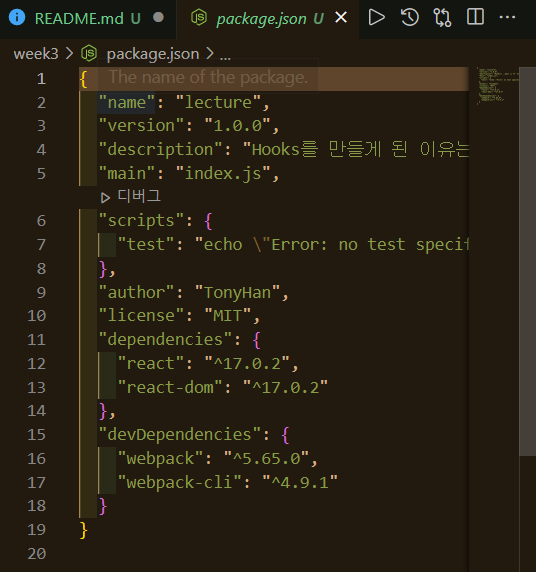 README.md U
package.json U
week3 > package.json > ...
The name of the package.
1 {
2 "name": "lecture",
3 "version": "1.0.0",
4 "description": "Hooks를 만들게 된 이유는
5 "main": "index.js",
디버그
6 "scripts": {
7 "test": "echo \"Error: no test specif
8 },
9 "author": "TonyHan",
10 "license": "MIT",
11 "dependencies": {
12 "react": "^17.0.2",
13 "react-dom": "^17.0.2"
14 },
15 "devDependencies": {
16 "webpack": "^5.65.0",
17 "webpack-cli": "^4.9.1"
18 }
19 }
20